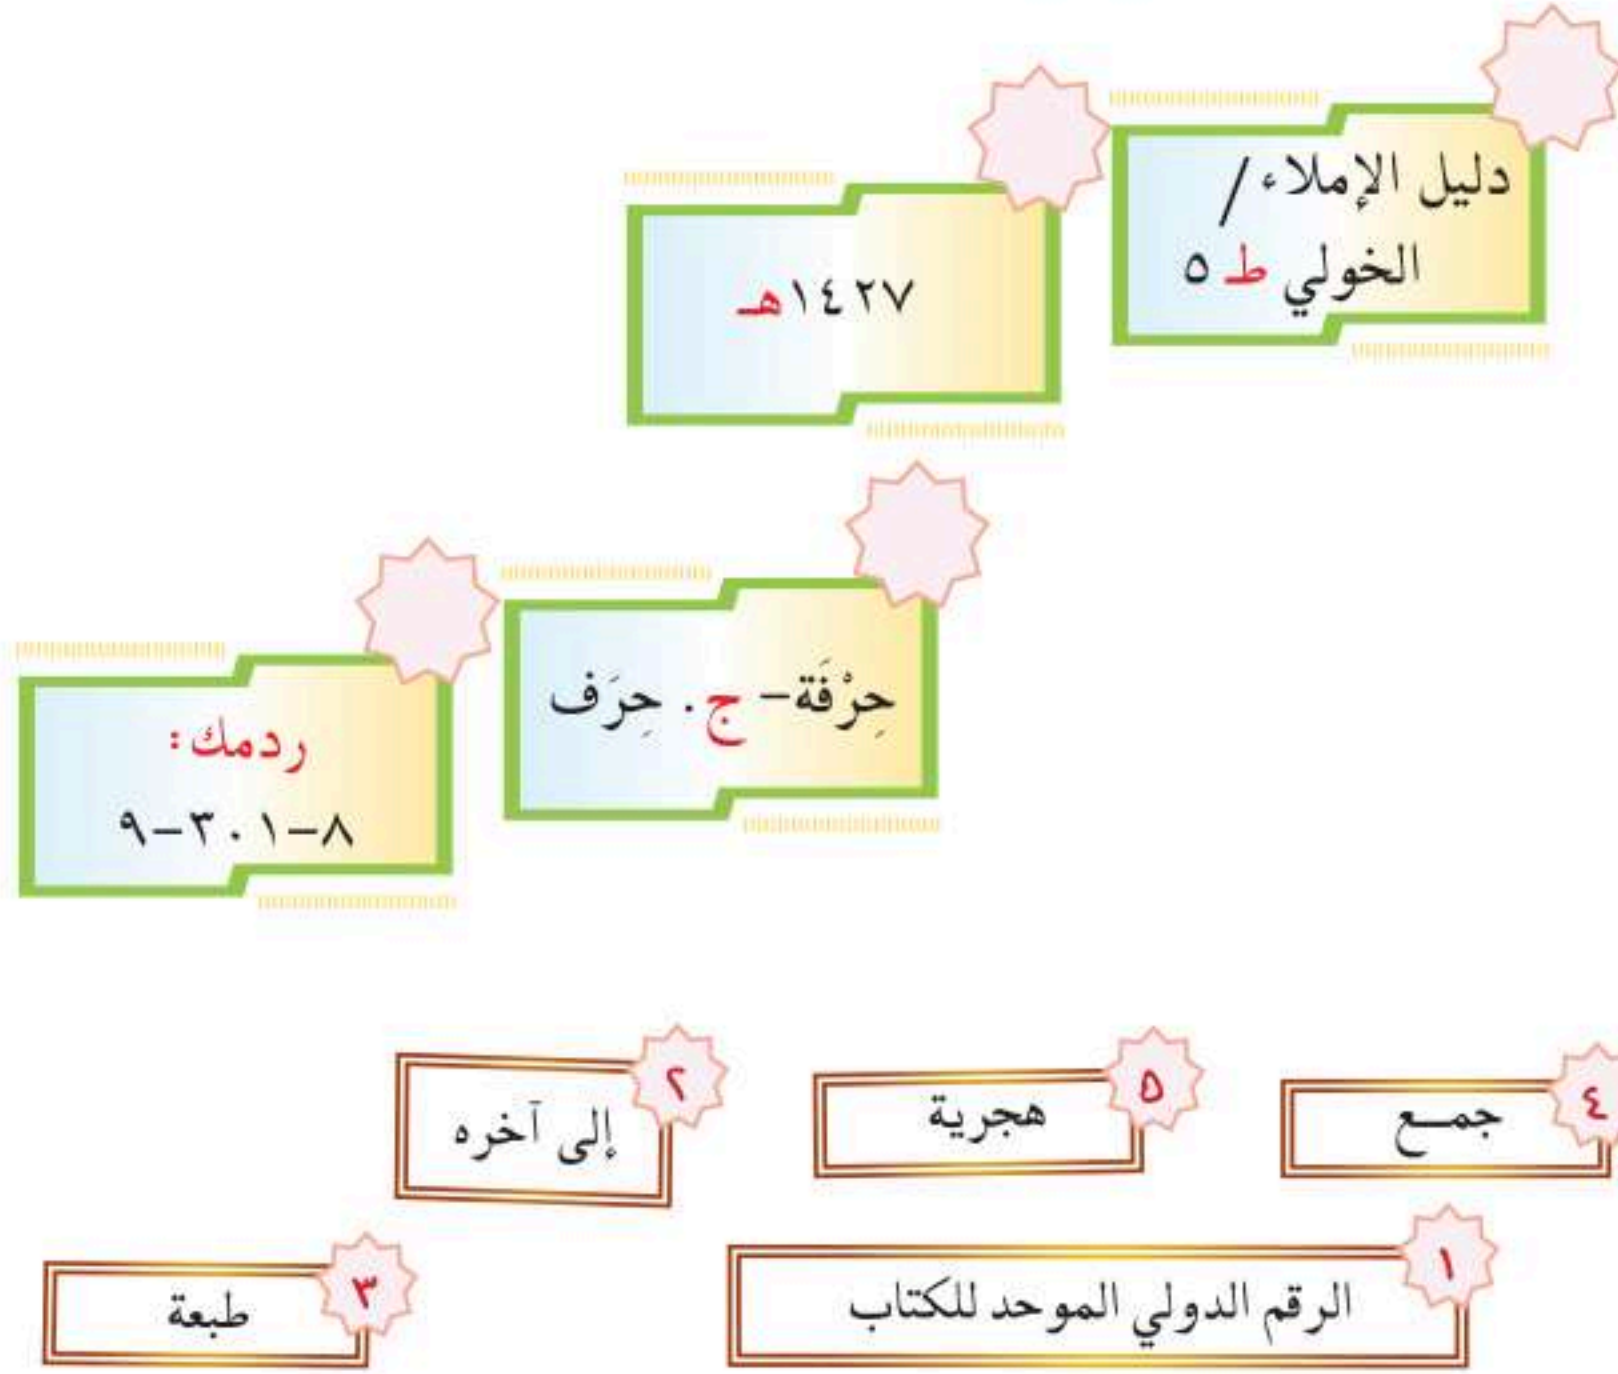 دليل الإملاء /
الخولي ط ٥
١٤٢٧هـ
حِرْفَة- ج. حِرَف
ردمك:
٨-٣٠١-٩
٤
جمـع
٥
هجرية
٢
إلى آخره
١
الرقم الدولي الموحد للكتاب
٣
طبعة